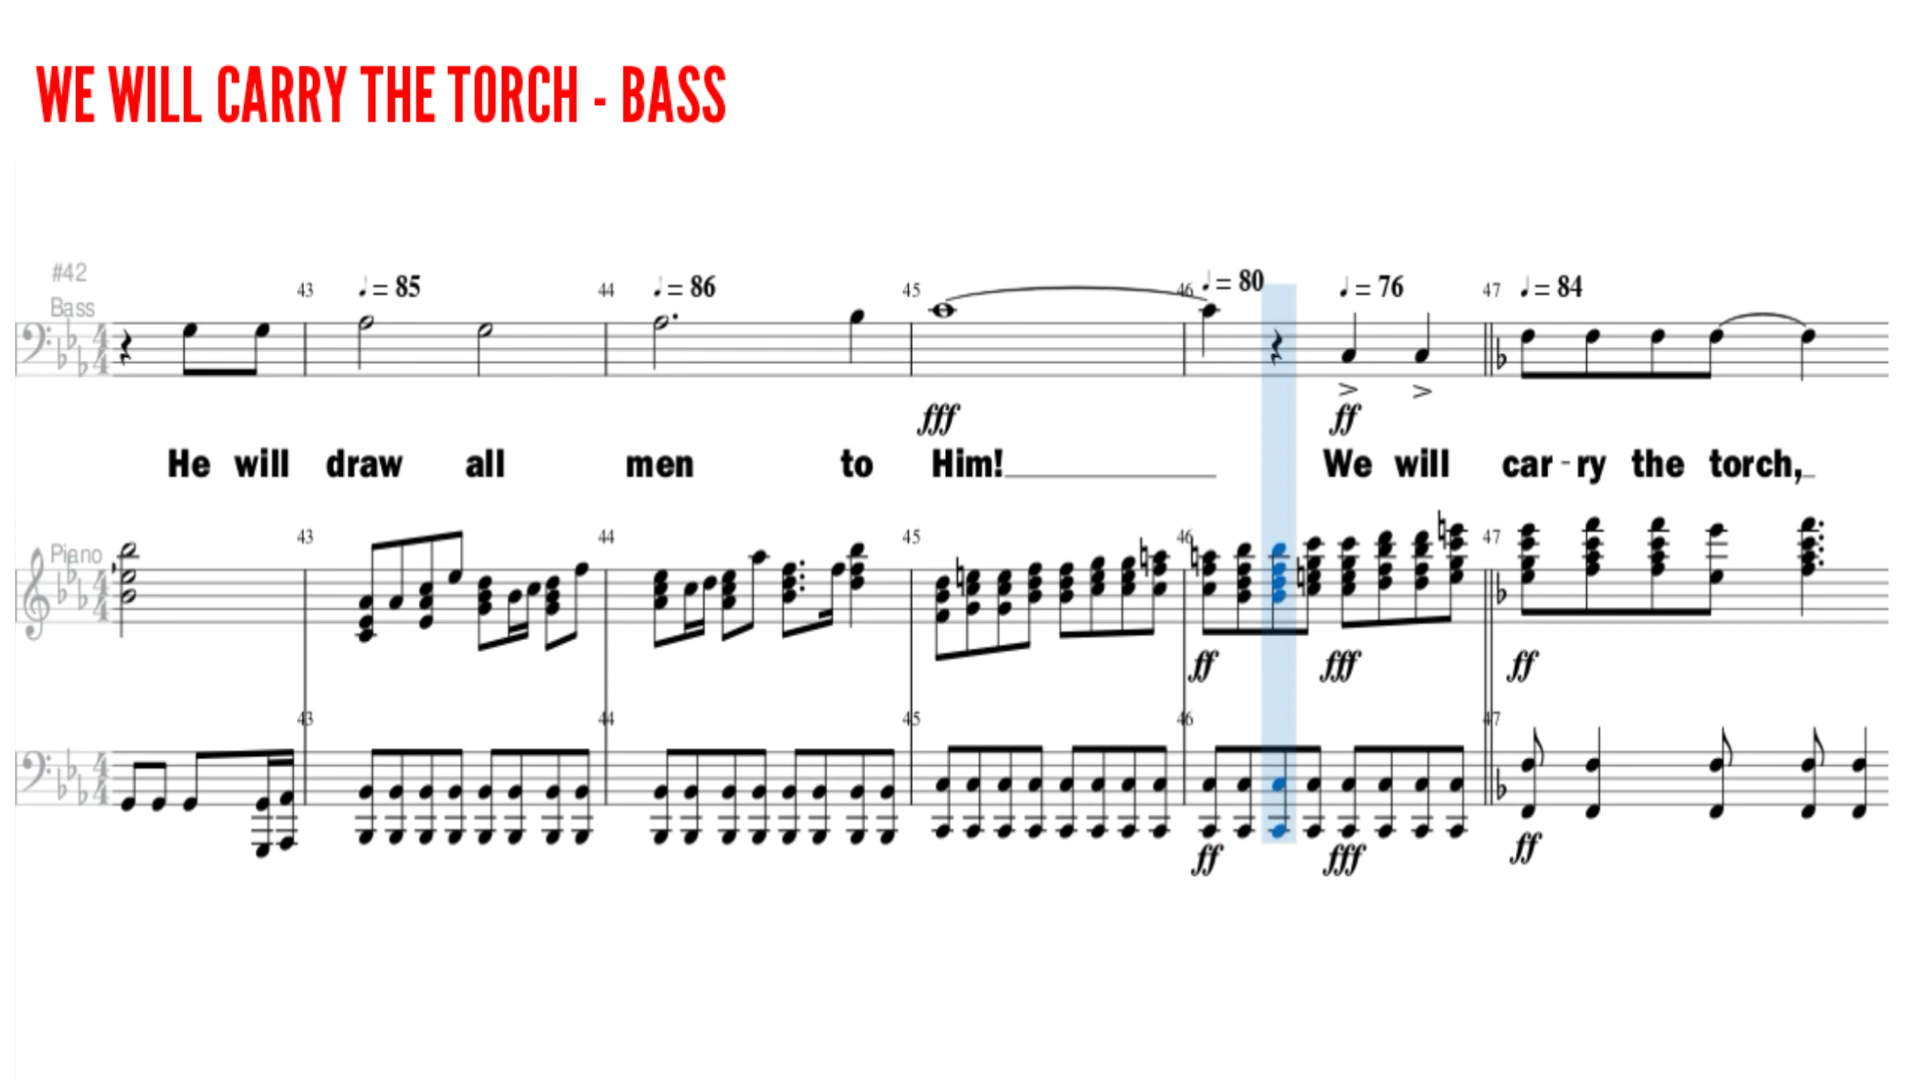 WE WILL CARRY THE TORCH - BASS
#42
43 ♩ = 85 44 ♩ = 86 45 46 ♩ = 80 ♩ = 76 47 ♩ = 84
Bass
fff ff
He will draw all men to Him! We will car - ry the torch,
Piano 43 44 45 46 47
ff fff ff
43 44 45 46 47
ff fff ff